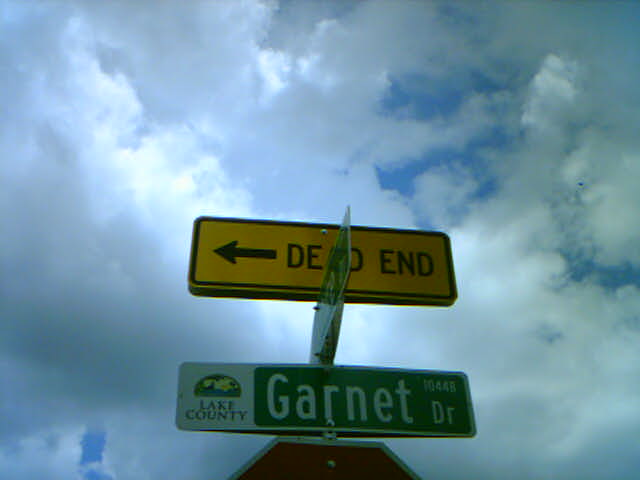 DEAD END
LAKE
COUNTY
Garnet Dr
10448